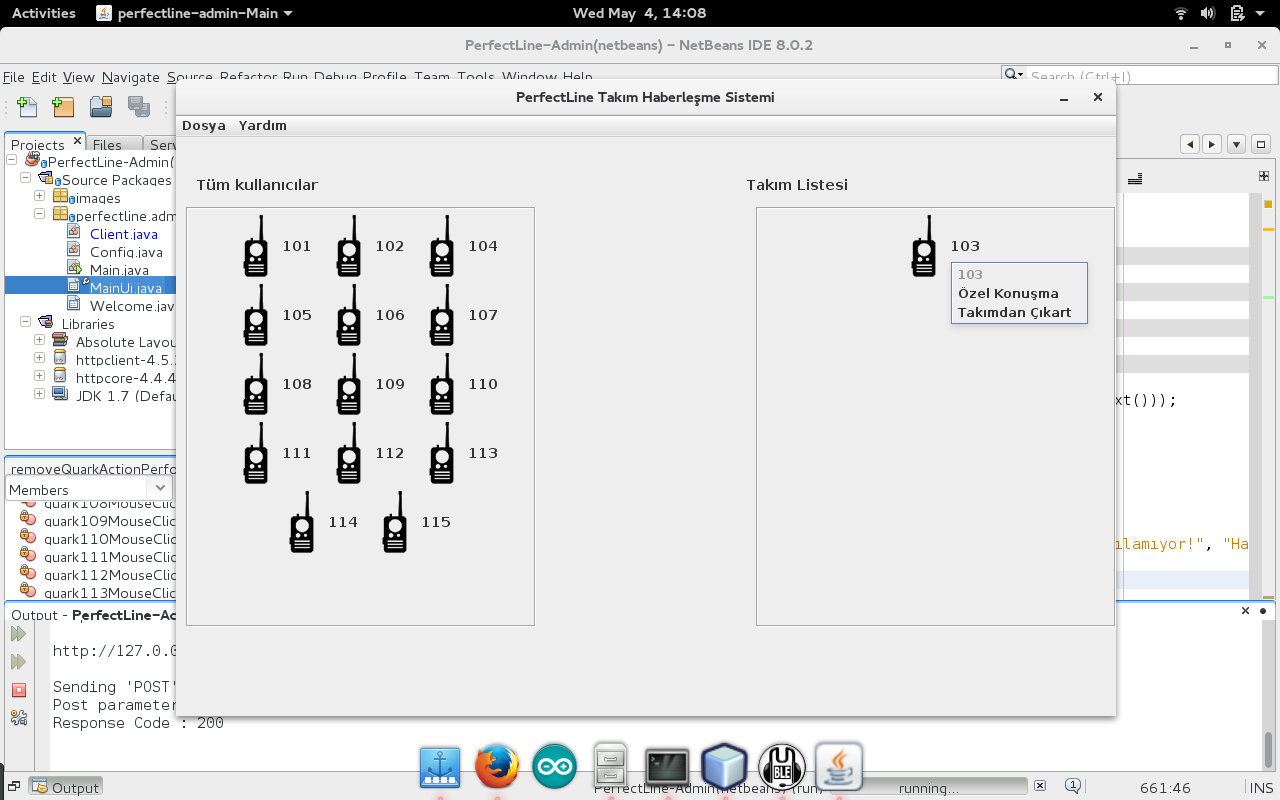 Activities perfectline-admin-Main Wed May 4, 14:08
PerfectLine-Admin(netbeans) - NetBeans IDE 8.0.2
File Edit View Navigate Source Refactor Run Debug Profile Team Tools Window Help
Search (Ctrl+I)
PerfectLine Takım Haberleşme Sistemi
Dosya Yardım
Projects Files Serv
PerfectLine-Admin(
Source Packages
images
perfectline.adm
Client.java
Config.java
Main.java
MainUi.java
Welcome.jav
Libraries
Absolute Layou
httpclient-4.5.
httpcore-4.4.4
JDK 1.7 (Defau
Tüm kullanıcılar
101 102 104
105 106 107
108 109 110
111 112 113
114 115
Takım Listesi
103
103
Özel Konuşma
Takımdan Çıkart
xt()));
ılamıyor!", "Ha
removeQuarkActionPerfo
Members
quark108MouseClic
quark109MouseClic
quark110MouseClic
quark111MouseClic
quark112MouseClic
quark113MouseClic
Output - PerfectLine-Ad
http://127.0.0
Sending 'POST'
Post parameter
Response Code : 200
BLE
Output
PerfectLine-Admin(netbeans) (run)
running...
1
661:46
INS